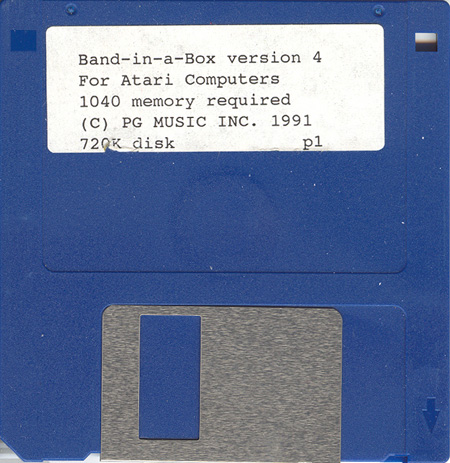 Band-in-a-Box version 4
For Atari Computers
1040 memory required
(C) PG MUSIC INC. 1991
720K disk p1